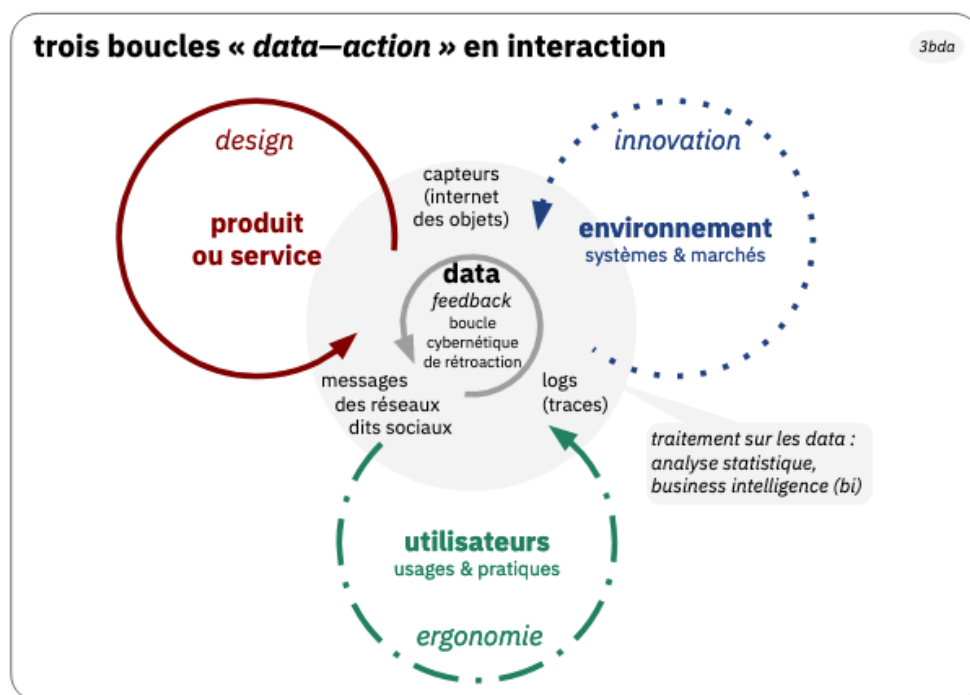 trois boucles « data—action » en interaction
3bda
design
produit
ou service
innovation
environnement
systèmes & marchés
capteurs
(internet
des objets)
data
feedback
boucle
cybernétique
de rétroaction
messages
des réseaux
dits sociaux
logs
(traces)
traitement sur les data :
analyse statistique,
business intelligence (bi)
utilisateurs
usages & pratiques
ergonomie